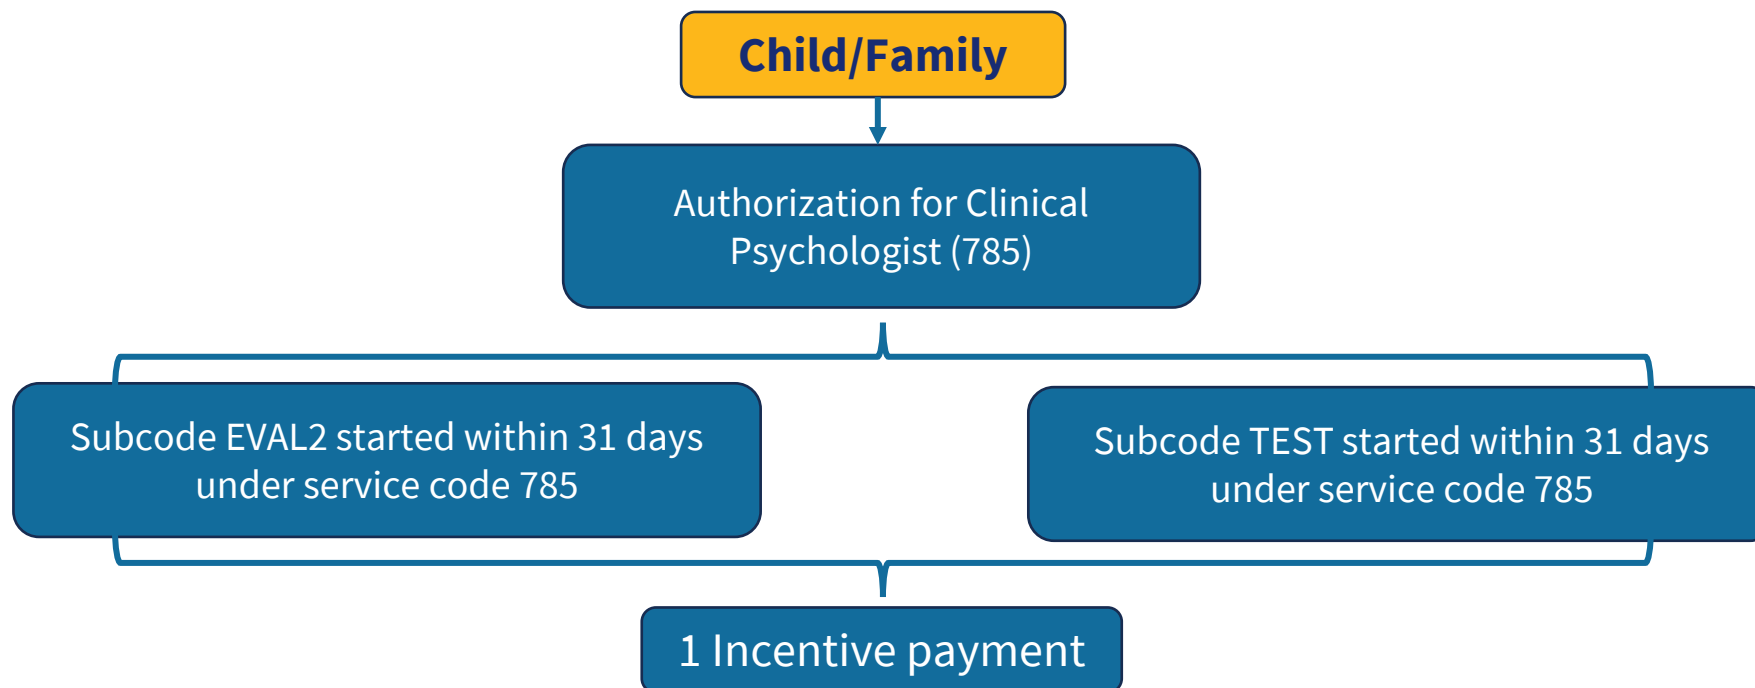 Child/Family
Authorization for Clinical
Psychologist (785)
Subcode EVAL2 started within 31 days
under service code 785
Subcode TEST started within 31 days
under service code 785
1 Incentive payment